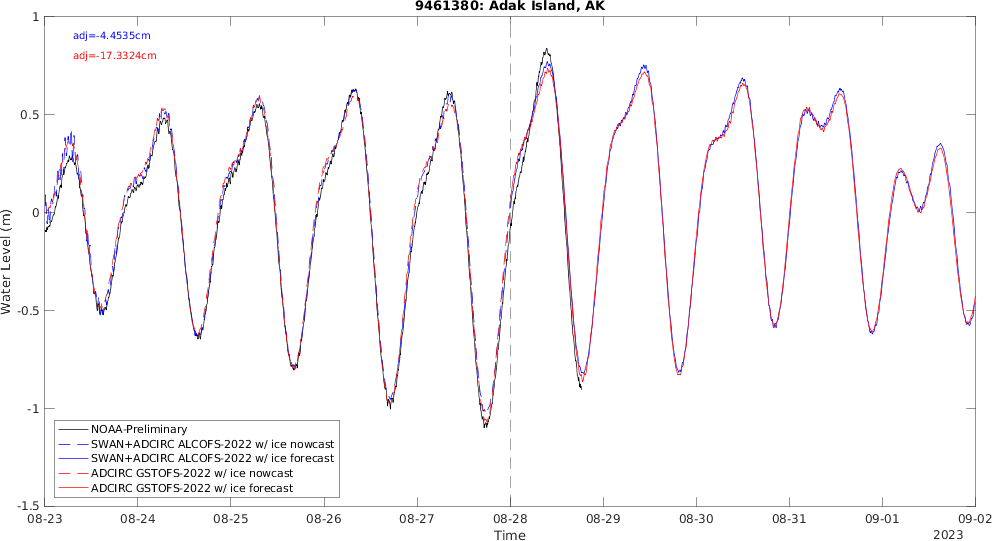 9461380: Adak Island, AK
1
adj=-4.4535cm
adj=-17.3324cm
0.5
0
Water Level (m)
-0.5
-1
NOAA-Preliminary
SWAN+ADCIRC ALCOFS-2022 w/ ice nowcast
SWAN+ADCIRC ALCOFS-2022 w/ ice forecast
ADCIRC GSTOFS-2022 w/ ice nowcast
ADCIRC GSTOFS-2022 w/ ice forecast
-1.5
08-23 08-24 08-25 08-26 08-27 08-28 08-29 08-30 08-31 09-01 09-02
Time
2023